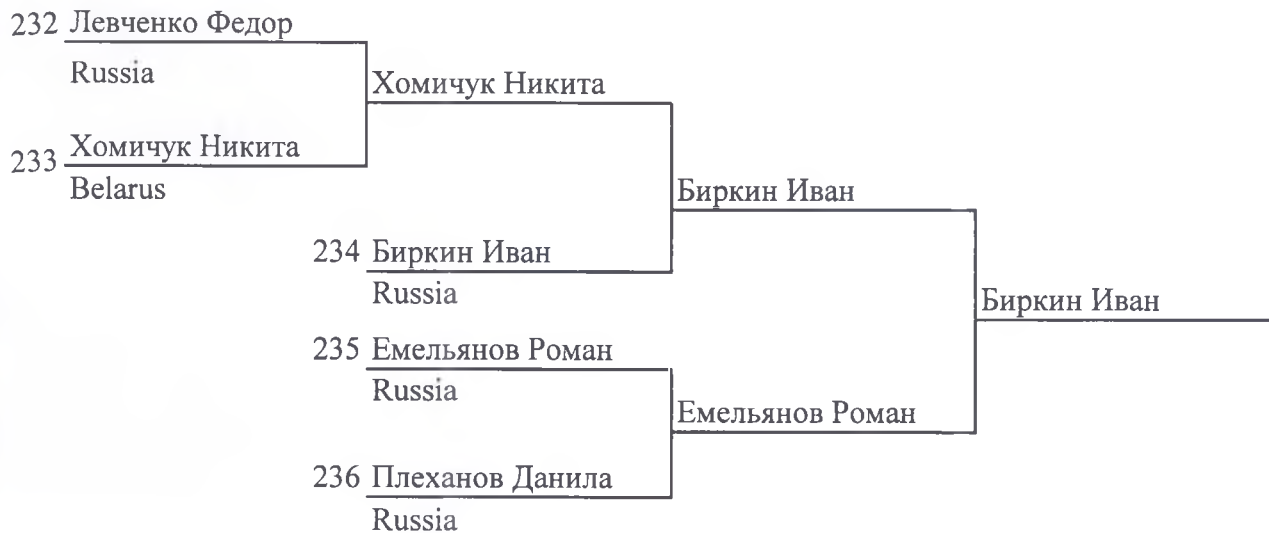 232 Левченко Федор
Russia
Хомичук Никита
233 Хомичук Никита
Belarus
Биркин Иван
234 Биркин Иван
Russia
Биркин Иван
235 Емельянов Роман
Russia
Емельянов Роман
236 Плеханов Данила
Russia